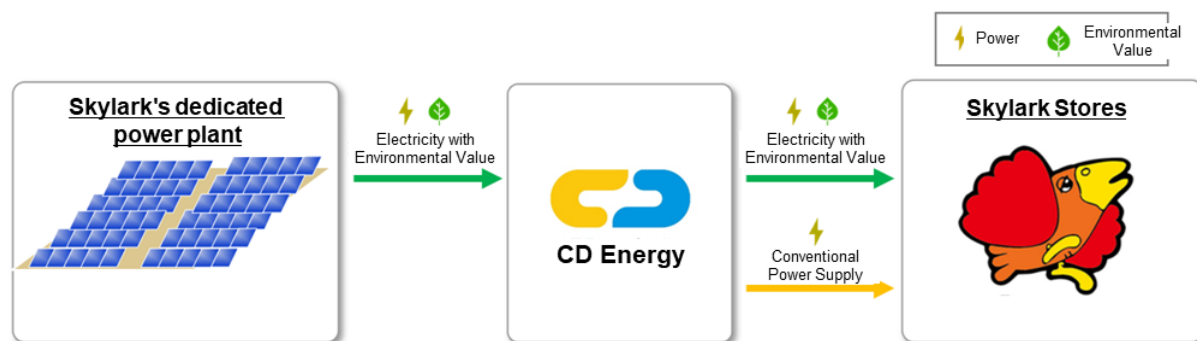 Power
Environmental
Value
Skylark's dedicated
power plant
Electricity with
Environmental Value
CD Energy
Electricity with
Environmental Value
Conventional
Power Supply
Skylark Stores